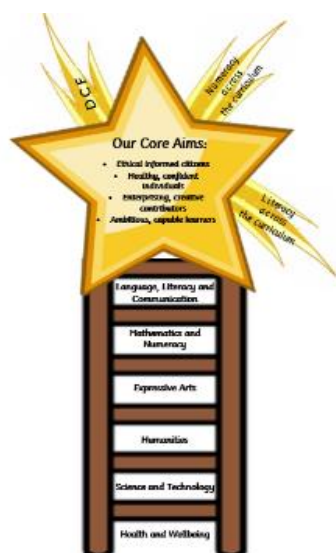 DCF
Numeracy
across
the curriculum
Our Core Aims:
• Ethical informed citizens
• Healthy, confident
individuals
• Enterprising, creative
contributors
• Ambitious, capable learners
Literacy
across
the curriculum
Language, Literacy and
Communication
Mathematics and
Numeracy
Expressive Arts
Humanities
Science and Technology
Health and Wellbeing